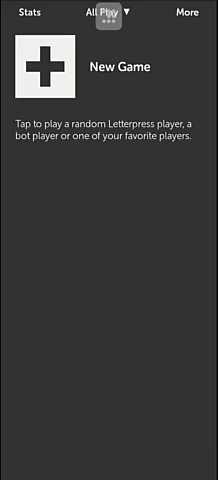 Stats All Play ▼ More
New Game
Tap to play a random Letterpress player, a
bot player or one of your favorite players.